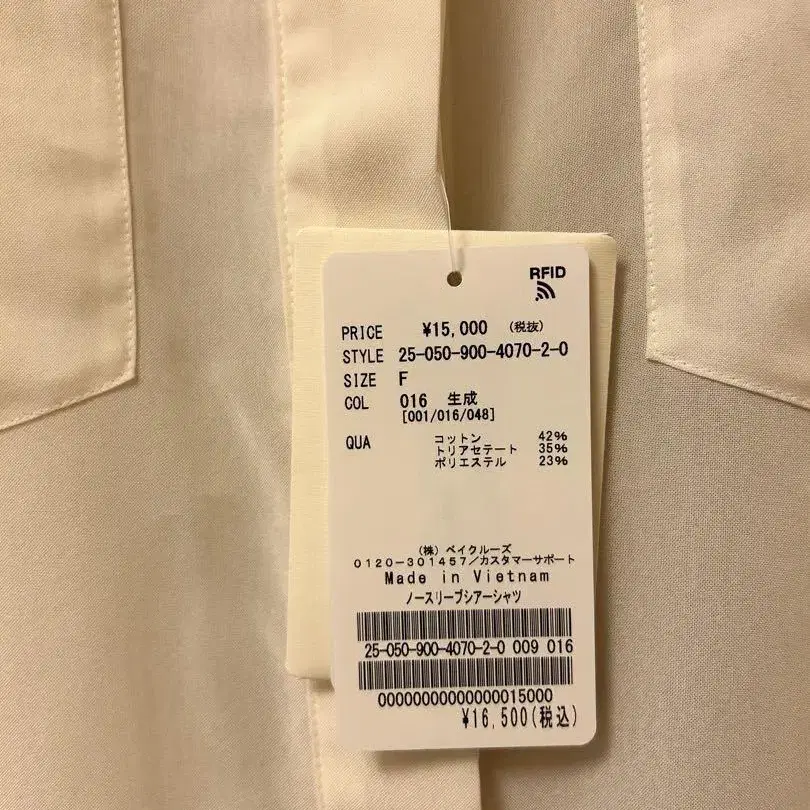 RFID
PRICE ¥15,000 (税抜)
STYLE 25-050-900-4070-2-0
SIZE F
COL 016 生成
[001/016/048]
QUA コットン 42%
トリアセテート 35%
ポリエステル 23%
(株)ベイクルーズ
0120-301457/カスタマーサポート
Made in Vietnam
ノースリーブシアーシャツ
25-050-900-4070-2-0 009 016
00000000000000015000
¥16,500(税込)